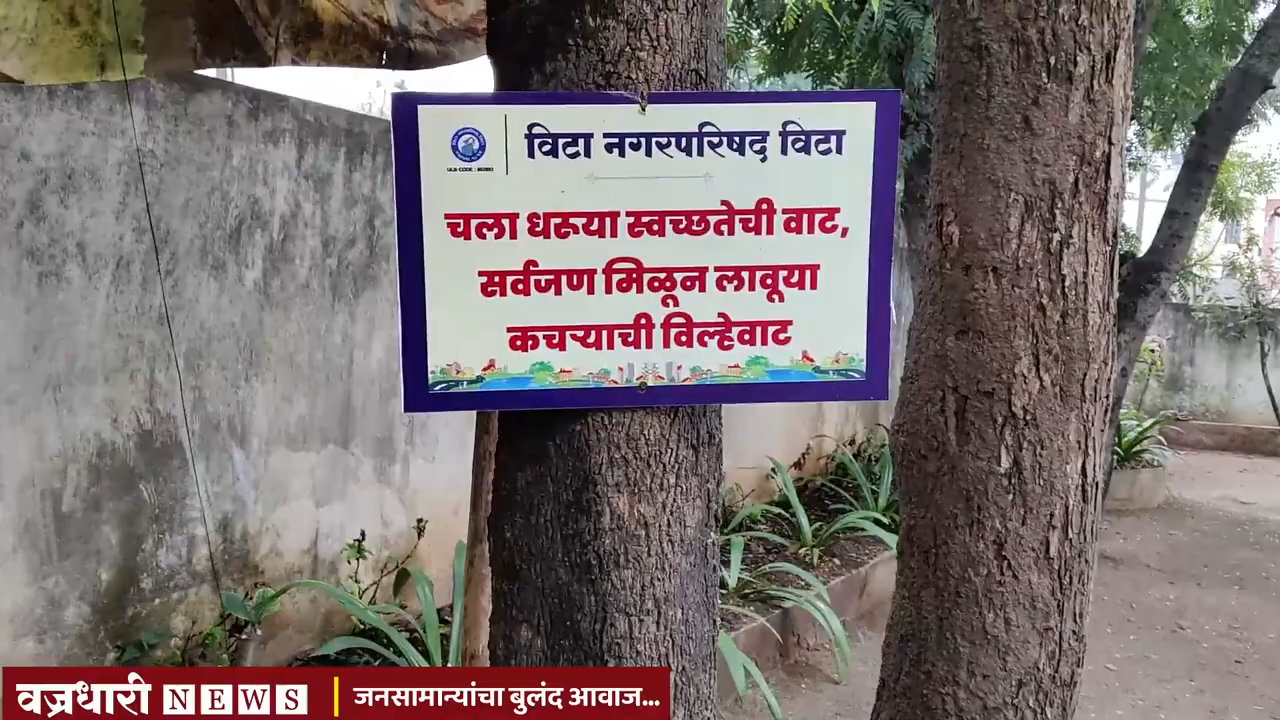 विटा नगरपरिषद विटा
चला धरूया स्वच्छतेची वाट,
सर्वजण मिळून लावूया
कचऱ्याची विल्हेवाट
वज्रधारी NEWS
जनसामान्यांचा बुलंद आवाज...